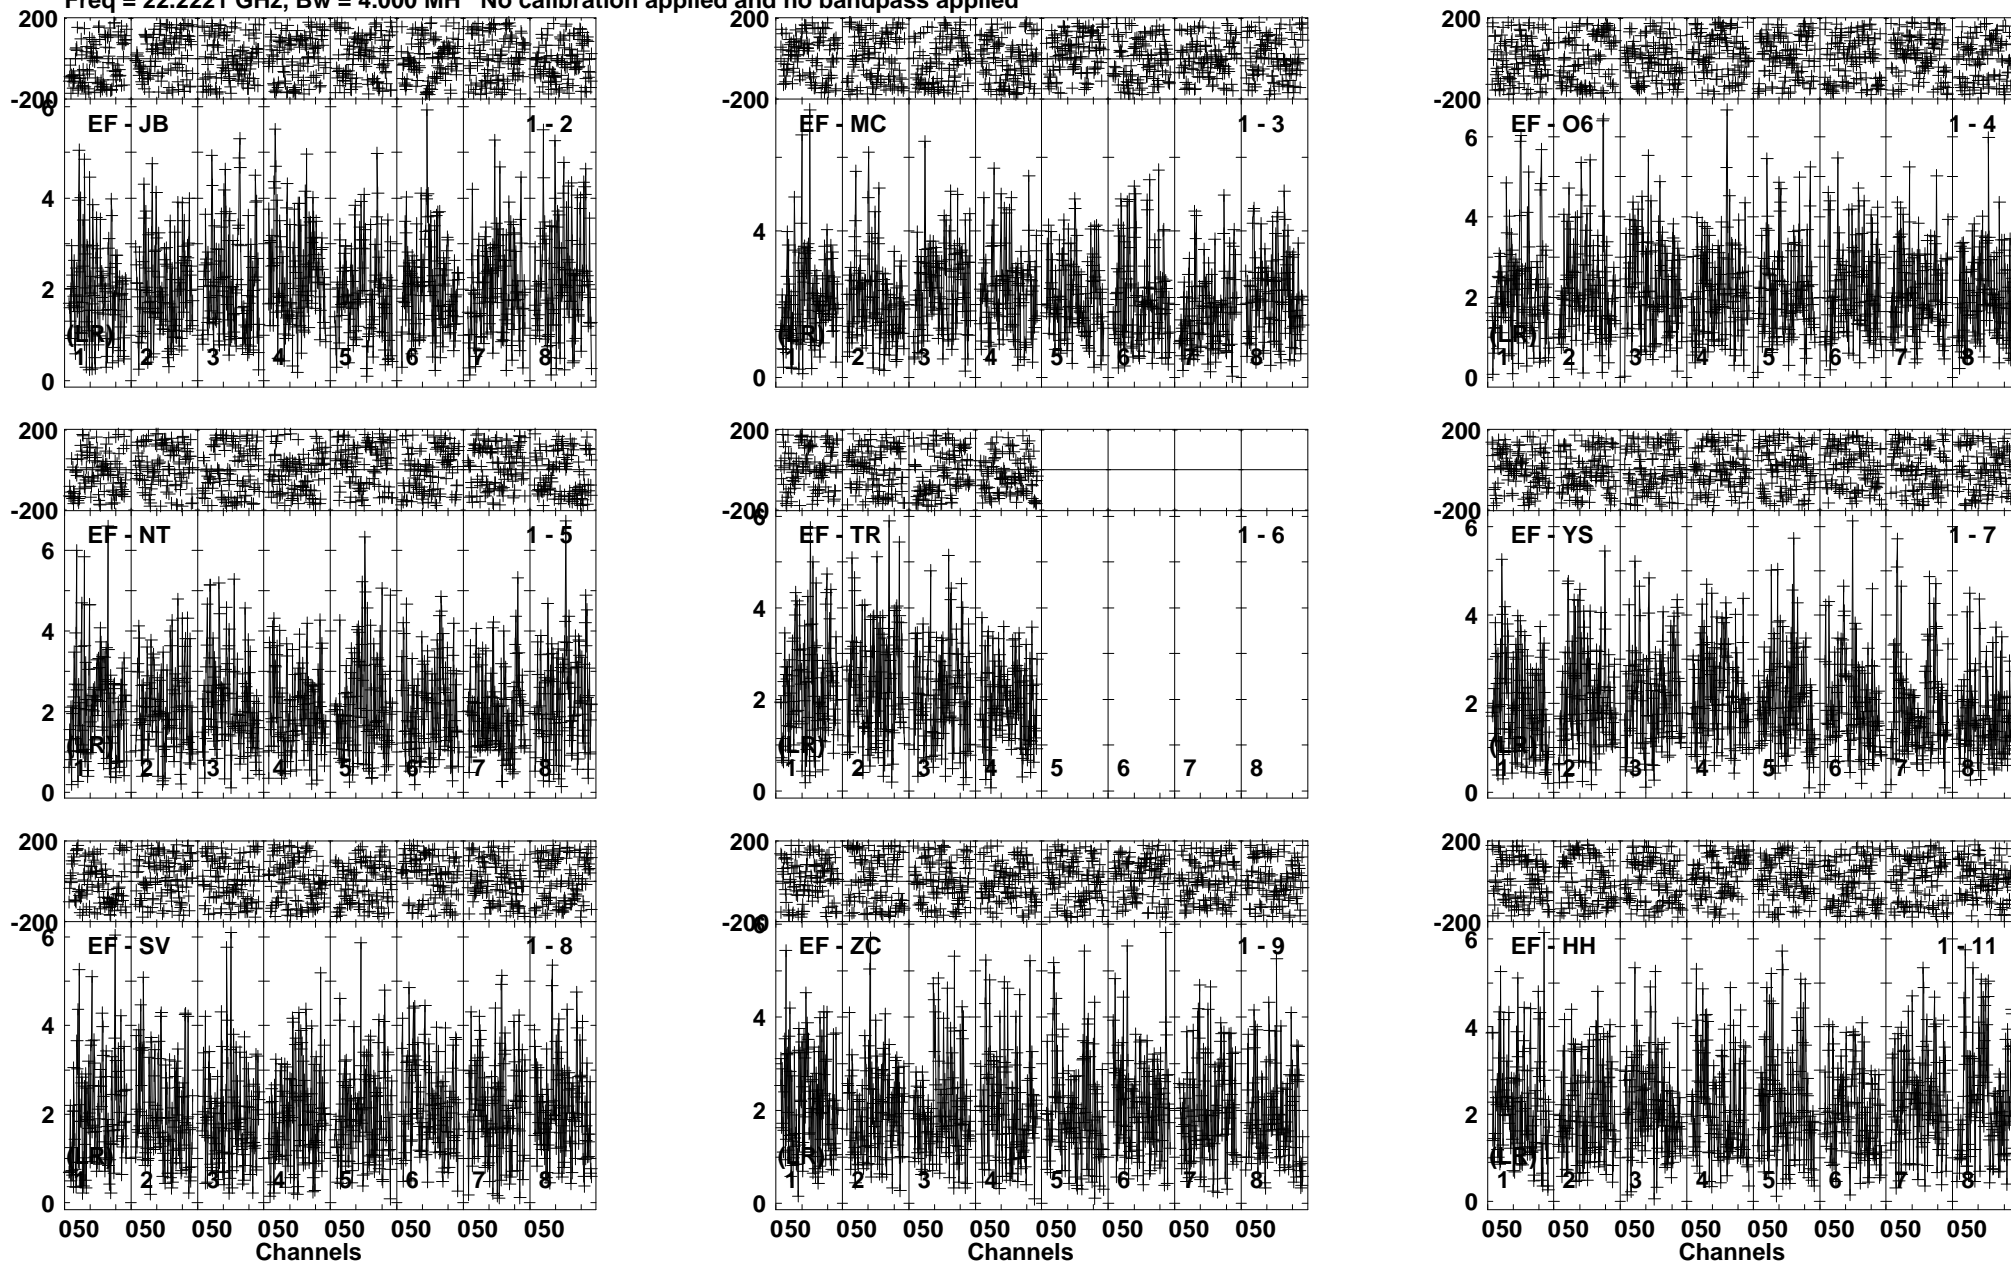 Freq = 22.2221 GHz, Bw = 4.000 MH No calibration applied and no bandpass applied
200 200 200
-200 -200 -200
6 6
EF - JB 1 - 2 EF - MC 1 - 3 EF - O6 1 - 4
4 4 4
2 2
(LR) (LR) (LR)
1 2 3 4 5 6 7 8 1 2 3 4 5 6 7 8 1 2 3 4 5 6 7 8
0 0 0
200 200 200
-200 -200 -200
6 6 6
EF - NT 1 - 5 EF - TR 1 - 6 EF - YS 1 - 7
4 4 4
2 2 2
(LR) (LR) (LR)
1 2 3 4 5 6 7 8 1 2 3 4 5 6 7 8 1 2 3 4 5 6 7 8
0 0 0
200 200 200
-200 -200 -200
6 6 6
EF - SV 1 - 8 EF - ZC 1 - 9 EF - HH 1 - 11
4 4 4
2 2 2
(LR) (LR) (LR)
1 2 3 4 5 6 7 8 1 2 3 4 5 6 7 8 1 2 3 4 5 6 7 8
0 0 0
050 050 050 050 050 050 050 050 050 050 050 050 050 050 050 050 050 050 050 050 050 050 050 050
Channels Channels Channels